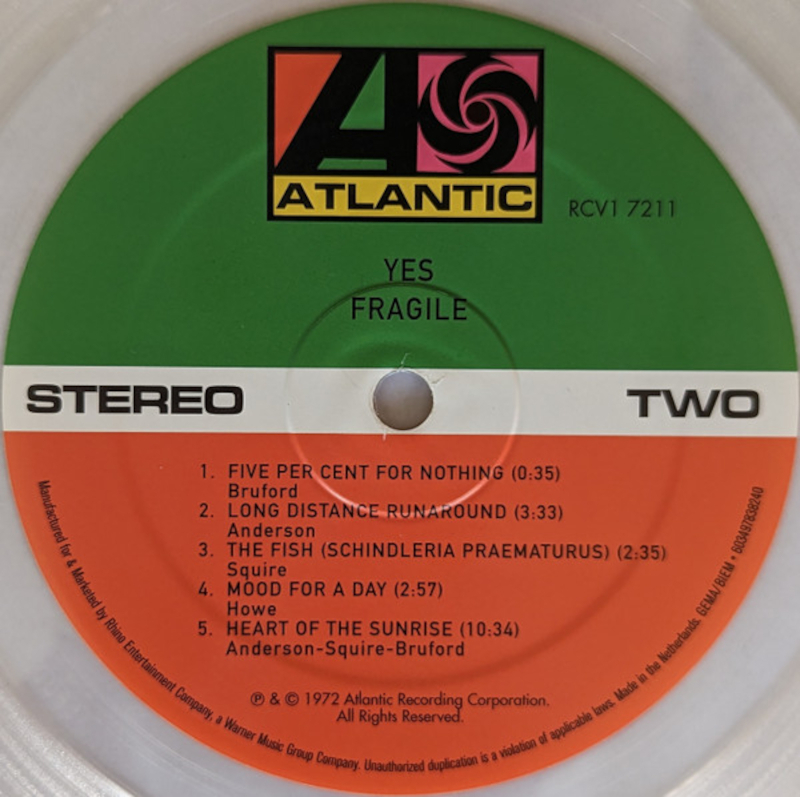 ATLANTIC
RCV1 7211
YES
FRAGILE
STEREO
TWO
1. FIVE PER CENT FOR NOTHING (0:35)
Bruford
2. LONG DISTANCE RUNAROUND (3:33)
Anderson
3. THE FISH (SCHINDLERIA PRAEMATURUS) (2:35)
Squire
4. MOOD FOR A DAY (2:57)
Howe
5. HEART OF THE SUNRISE (10:34)
Anderson-Squire-Bruford
℗ & © 1972 Atlantic Recording Corporation.
All Rights Reserved.
Manufactured for & Marketed by Rhino Entertainment Company, a Warner Music Group Company. Unauthorized duplication is a violation of applicable laws. Made in the Netherlands. GEMA/BIEM • 603497838240